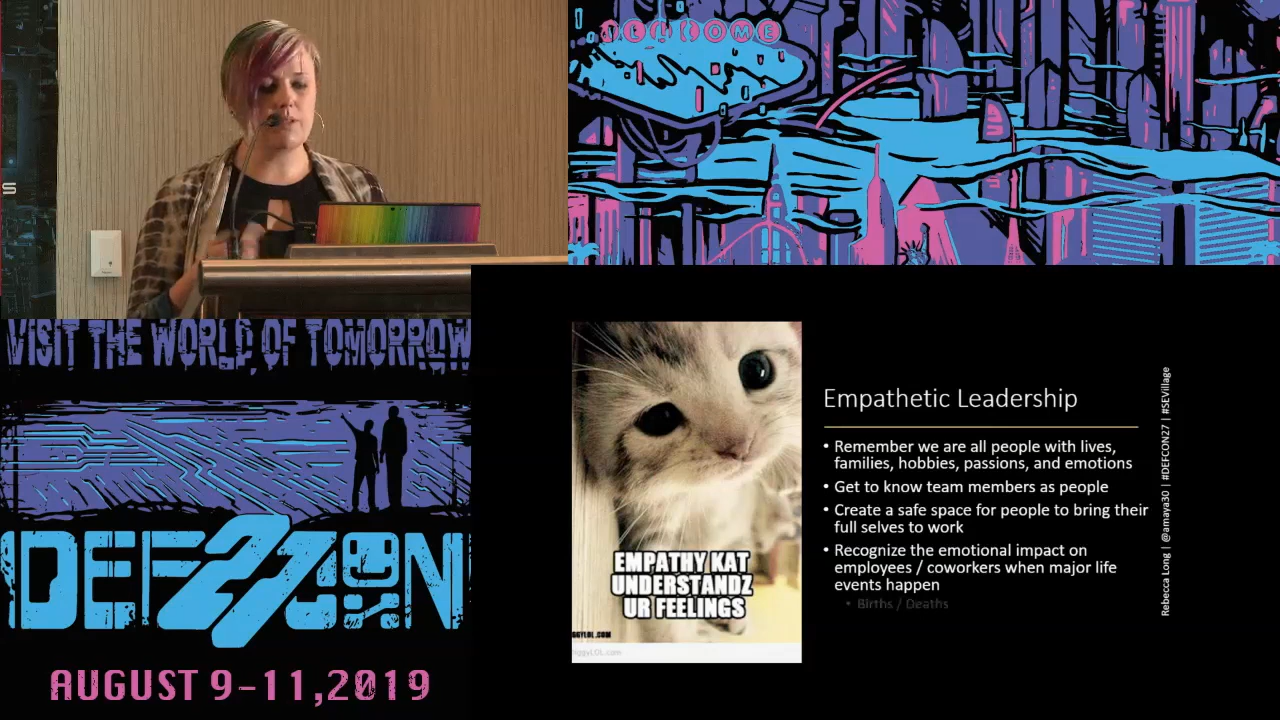 WELCOME
S
VISIT THE WORLD OF TOMORROW
DEF 27 CON
AUGUST 9-11,2019
EMPATHY KAT
UNDERSTANDZ
UR FEELINGS
Empathetic Leadership
• Remember we are all people with lives,
families, hobbies, passions, and emotions
• Get to know team members as people
• Create a safe space for people to bring their
full selves to work
• Recognize the emotional impact on
employees / coworkers when major life
events happen
• Births / Deaths
Rebecca Long | @amaya30 | #DEFCON27 | #SEVillage